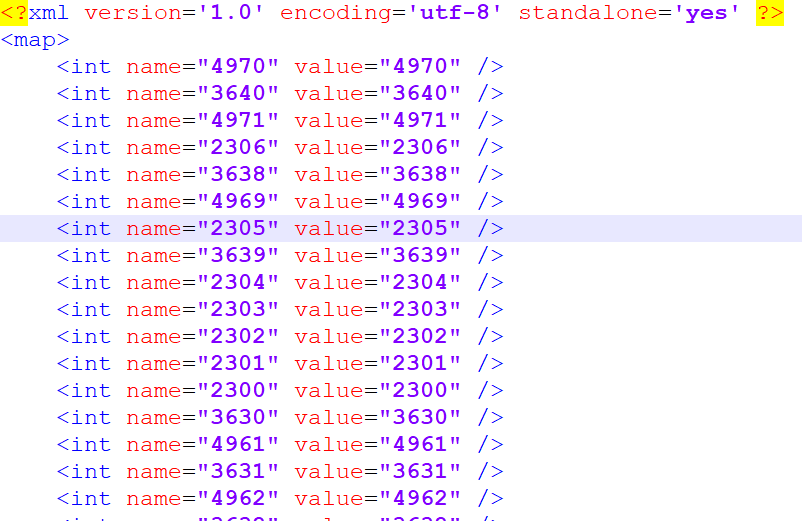 <?xml version='1.0' encoding='utf-8' standalone='yes' ?>
<map>
    <int name="4970" value="4970" />
    <int name="3640" value="3640" />
    <int name="4971" value="4971" />
    <int name="2306" value="2306" />
    <int name="3638" value="3638" />
    <int name="4969" value="4969" />
    <int name="2305" value="2305" />
    <int name="3639" value="3639" />
    <int name="2304" value="2304" />
    <int name="2303" value="2303" />
    <int name="2302" value="2302" />
    <int name="2301" value="2301" />
    <int name="2300" value="2300" />
    <int name="3630" value="3630" />
    <int name="4961" value="4961" />
    <int name="3631" value="3631" />
    <int name="4962" value="4962" />